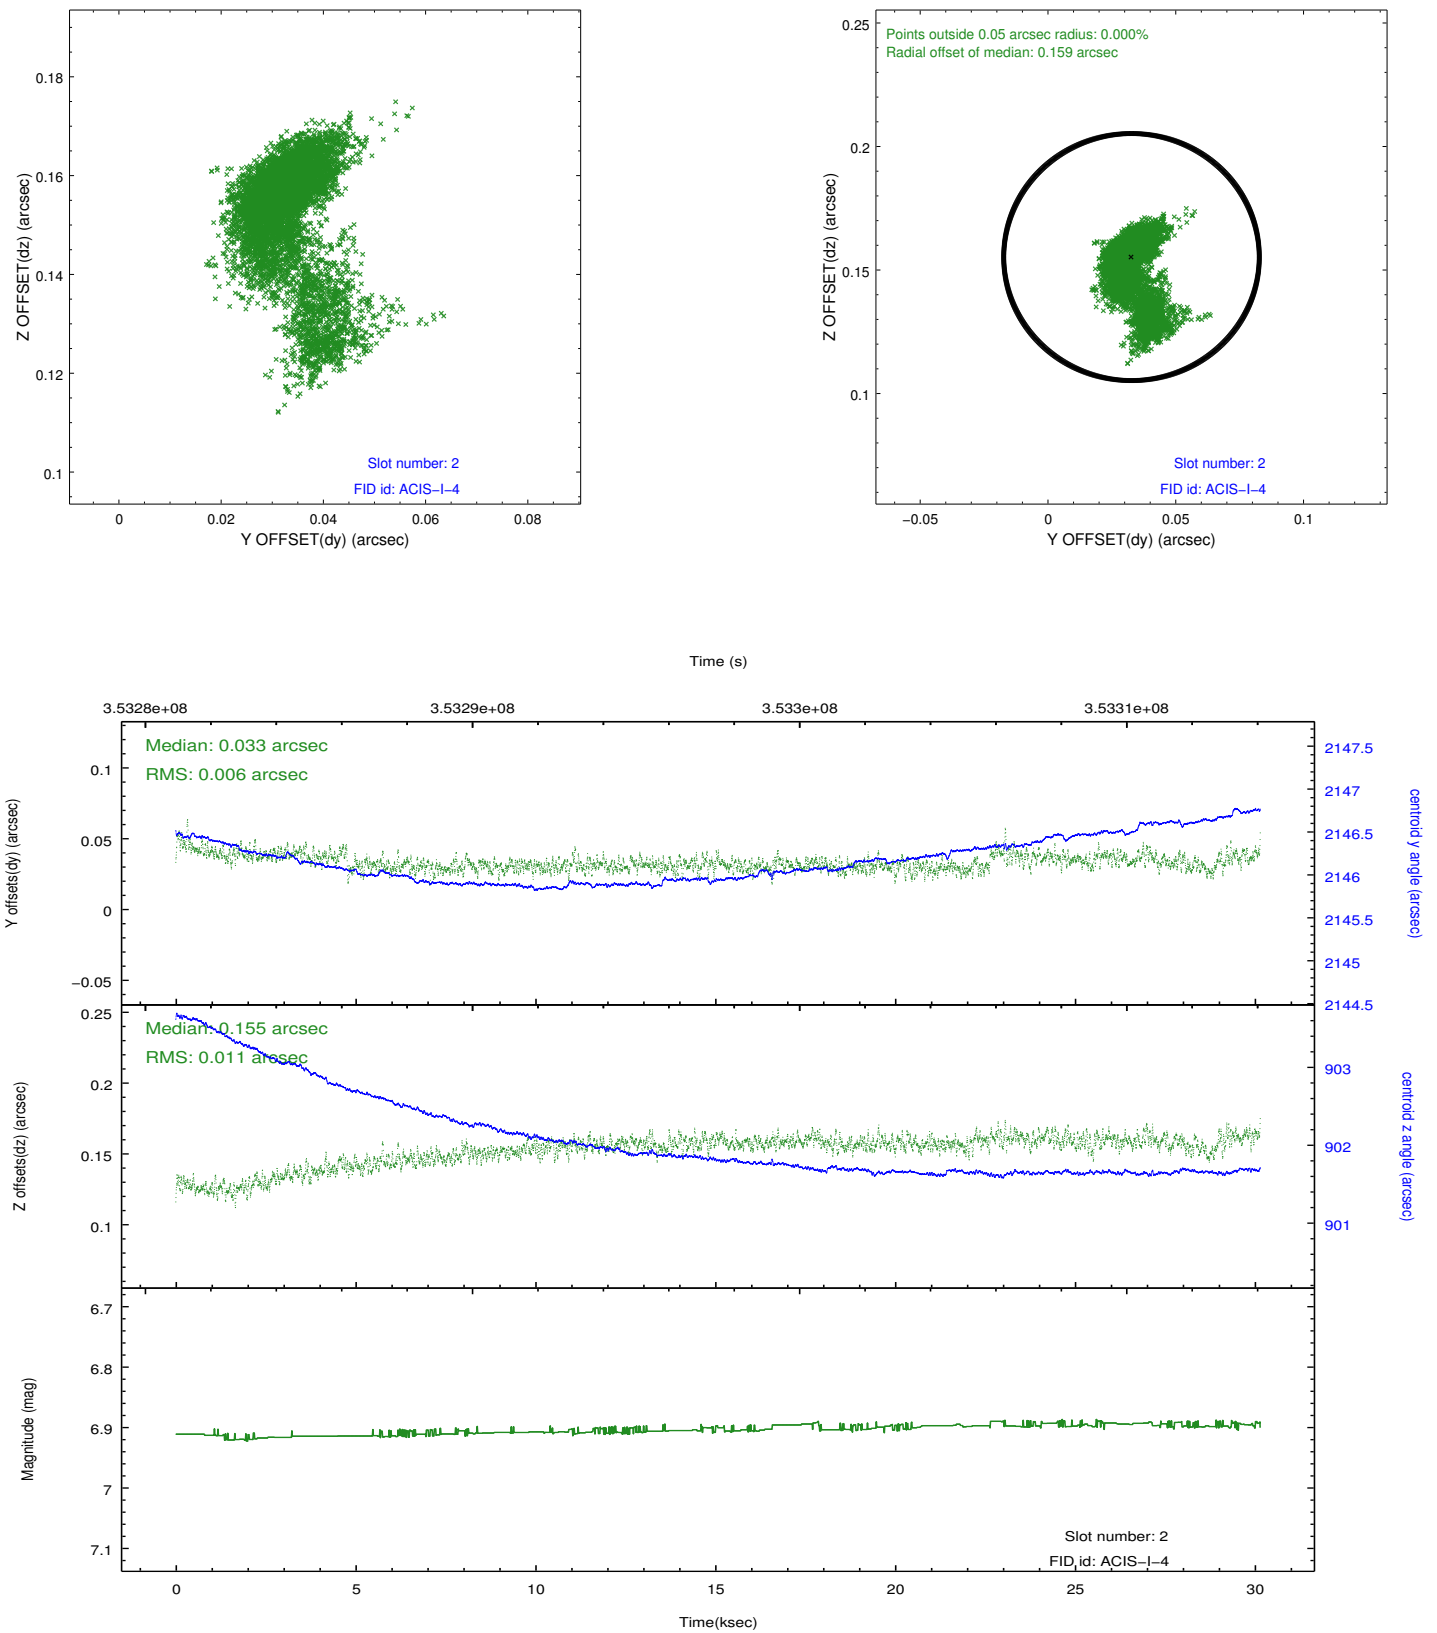 0.18
0.16
0.14
0.12
0.1
Z OFFSET(dz) (arcsec)
Slot number: 2
FID id: ACIS−I−4
0 0.02 0.04 0.06 0.08
Y OFFSET(dy) (arcsec)
0.25
0.2
0.15
0.1
Z OFFSET(dz) (arcsec)
Points outside 0.05 arcsec radius: 0.000%
Radial offset of median: 0.159 arcsec
Slot number: 2
FID id: ACIS−I−4
−0.05 0 0.05 0.1
Y OFFSET(dy) (arcsec)
Time (s)
3.5328e+08 3.5329e+08 3.533e+08 3.5331e+08
Median: 0.033 arcsec
RMS: 0.006 arcsec
0.1
0.05
0
−0.05
Y offsets(dy) (arcsec)
2147.5
2147
2146.5
2146
2145.5
2145
2144.5
centroid y angle (arcsec)
Median: 0.155 arcsec
RMS: 0.011 arcsec
0.25
0.2
0.15
0.1
Z offsets(dz) (arcsec)
903
902
901
centroid z angle (arcsec)
6.7
6.8
6.9
7
7.1
Magnitude (mag)
Slot number: 2
FID id: ACIS−I−4
0 5 10 15 20 25 30
Time(ksec)